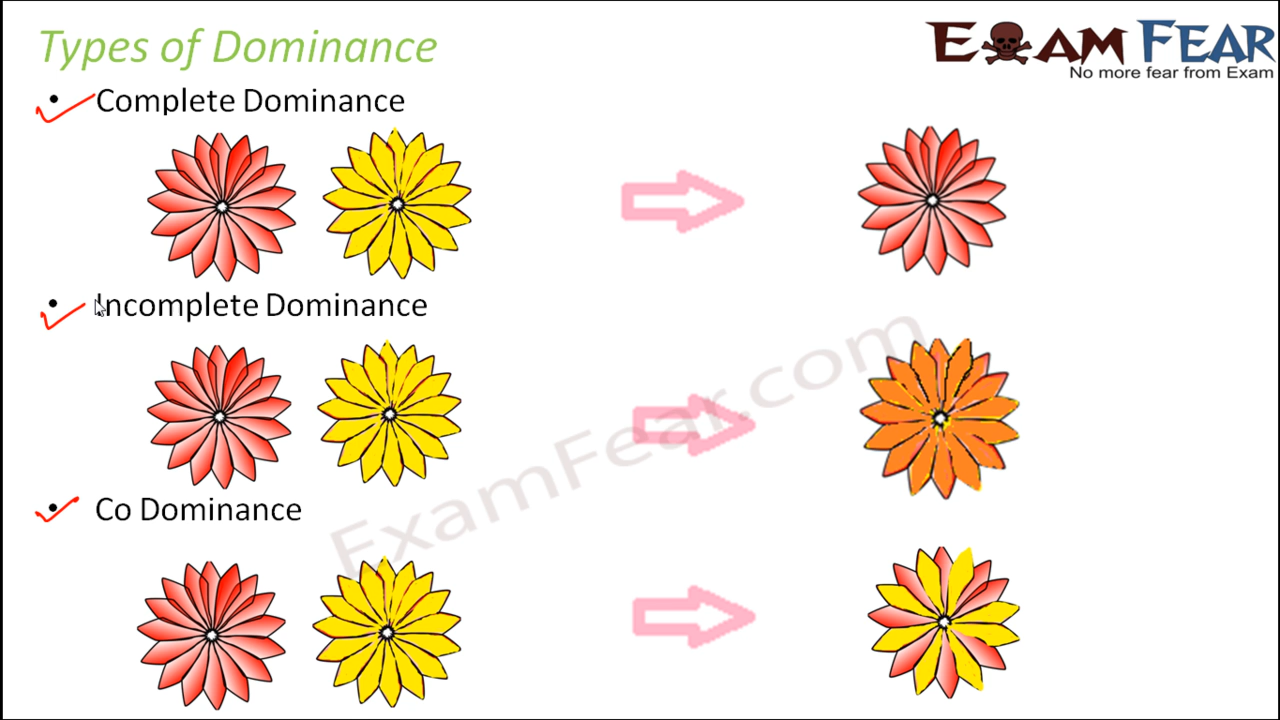 Types of Dominance
EXAM FEAR
No more fear from Exam
• Complete Dominance
• Incomplete Dominance
• Co Dominance
ExamFear.com